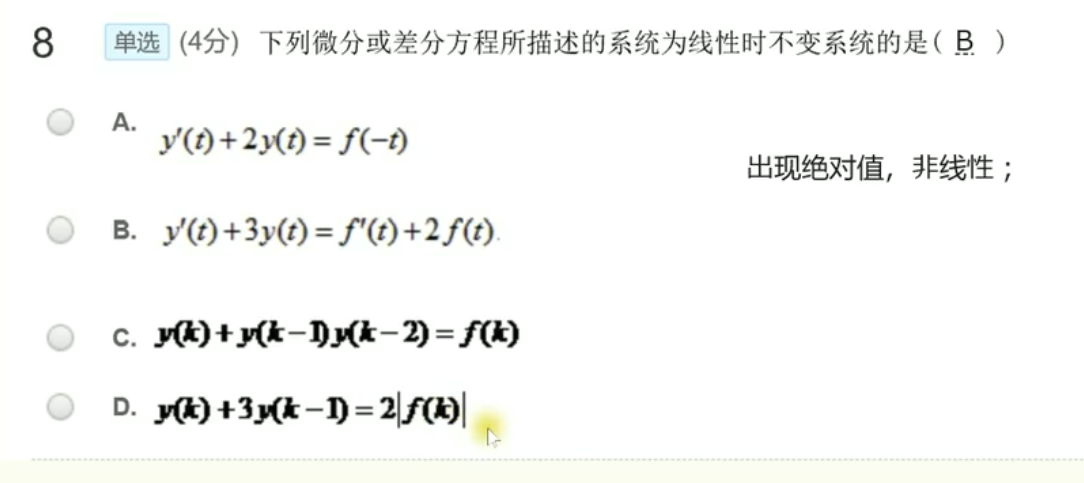 8 单选 (4分) 下列微分或差分方程所描述的系统为线性时不变系统的是( B )
A. y'(t)+2y(t)=f(−t)
出现绝对值，非线性；
B. y'(t)+3y(t)=f'(t)+2f(t).
C. y(k)+y(k−1)y(k−2)=f(k)
D. y(k)+3y(k−1)=2|f(k)|